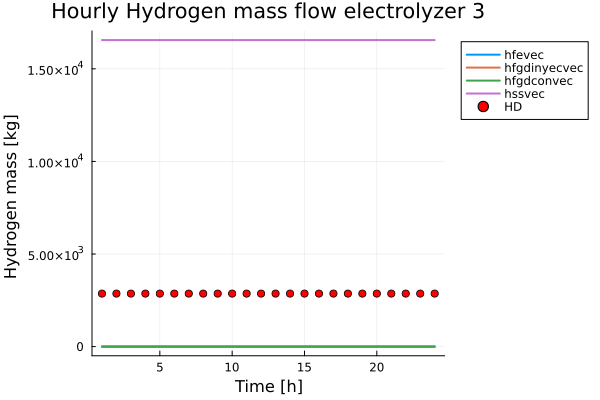 Hourly Hydrogen mass flow electrolyzer 3
Hydrogen mass [kg]
1.50×10⁴
1.00×10⁴
5.00×10³
0
5 10 15 20
Time [h]
hfevec
hfgdinyecvec
hfgdconvec
hssvec
HD